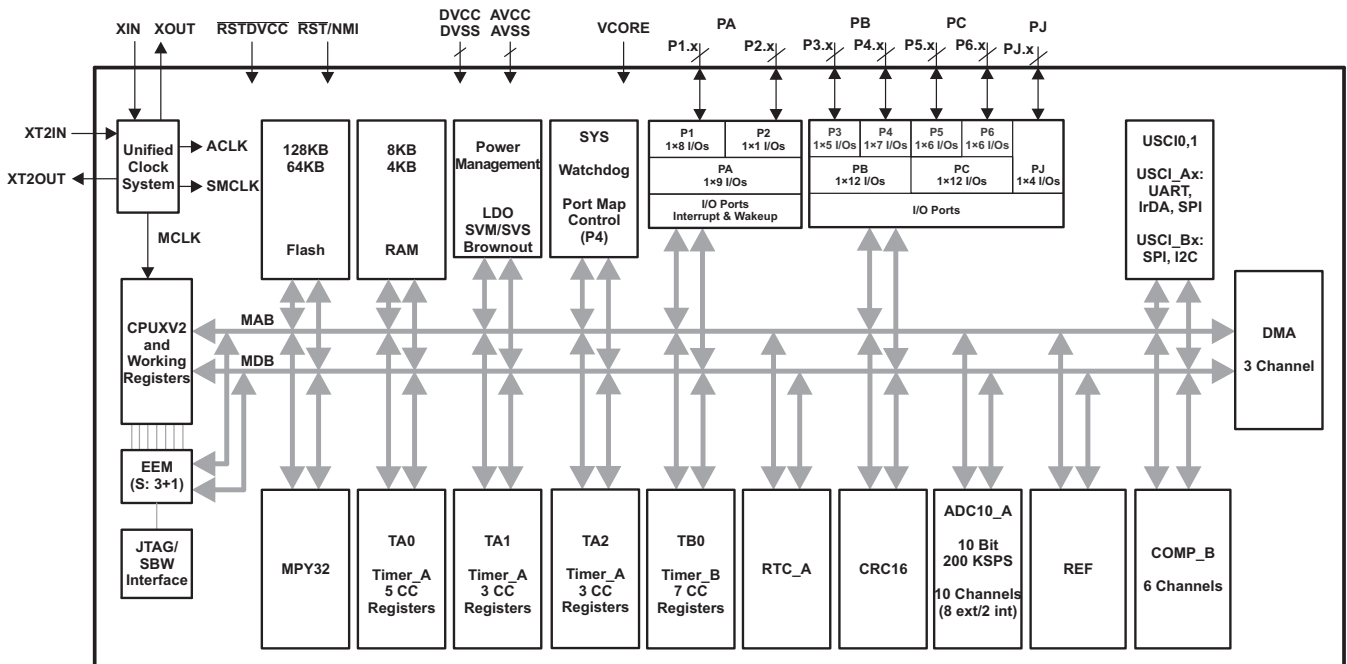 XIN XOUT RSTDVCC RST/NMI DVCC AVCC VCORE PA PB PC PJ
DVSS AVSS
P1.x P2.x P3.x P4.x P5.x P6.x PJ.x
XT2IN
XT2OUT
Unified
Clock
System
ACLK
SMCLK
MCLK
128KB
64KB
Flash
8KB
4KB
RAM
Power
Management
LDO
SVM/SVS
Brownout
SYS
Watchdog
Port Map
Control
(P4)
P1
1×8 I/Os
P2
1×1 I/Os
PA
1×9 I/Os
I/O Ports
Interrupt & Wakeup
P3
1×5 I/Os
P4
1×7 I/Os
P5
1×6 I/Os
P6
1×6 I/Os
PB
1×12 I/Os
PC
1×12 I/Os
PJ
1×4 I/Os
I/O Ports
USCI0,1
USCI_Ax:
UART,
IrDA, SPI
USCI_Bx:
SPI, I2C
CPUXV2
and
Working
Registers
MAB
MDB
DMA
3 Channel
EEM
(S: 3+1)
JTAG/
SBW
Interface
MPY32
TA0
Timer_A
5 CC
Registers
TA1
Timer_A
3 CC
Registers
TA2
Timer_A
3 CC
Registers
TB0
Timer_B
7 CC
Registers
RTC_A
CRC16
ADC10_A
10 Bit
200 KSPS
10 Channels
(8 ext/2 int)
REF
COMP_B
6 Channels